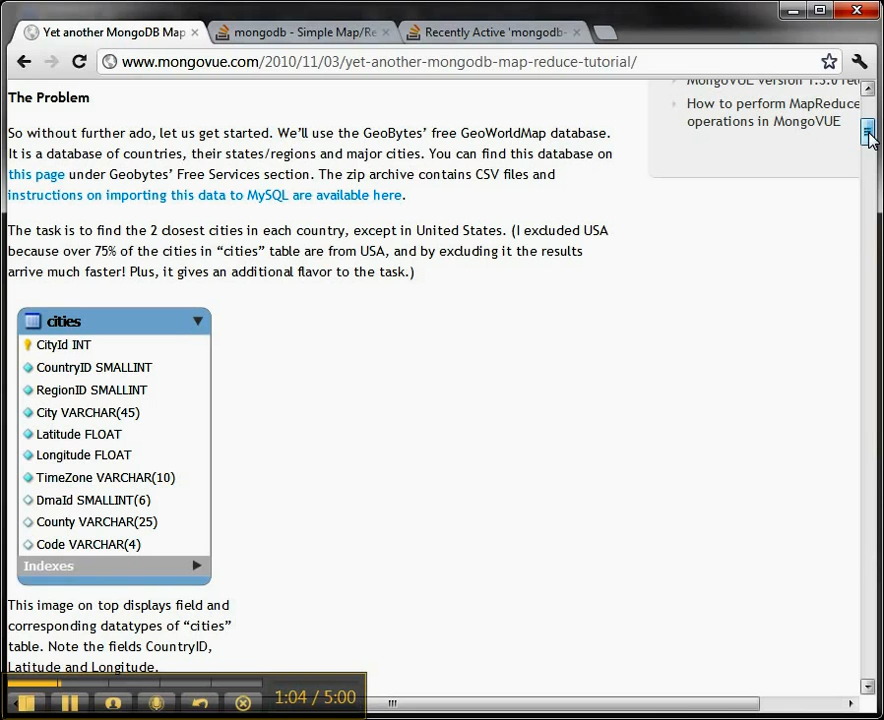 Yet another MongoDB Map
mongodb - Simple Map/Re
Recently Active 'mongodb-
www.mongovue.com/2010/11/03/yet-another-mongodb-map-reduce-tutorial/
How to perform MapReduce
operations in MongoVUE
The Problem
So without further ado, let us get started. We’ll use the GeoBytes’ free GeoWorldMap database.
It is a database of countries, their states/regions and major cities. You can find this database on
this page under Geobytes’ Free Services section. The zip archive contains CSV files and
instructions on importing this data to MySQL are available here.
The task is to find the 2 closest cities in each country, except in United States. (I excluded USA
because over 75% of the cities in “cities” table are from USA, and by excluding it the results
arrive much faster! Plus, it gives an additional flavor to the task.)
cities
CityId INT
CountryID SMALLINT
RegionID SMALLINT
City VARCHAR(45)
Latitude FLOAT
Longitude FLOAT
TimeZone VARCHAR(10)
DmaId SMALLINT(6)
County VARCHAR(25)
Code VARCHAR(4)
Indexes
This image on top displays field and
corresponding datatypes of “cities”
table. Note the fields CountryID,
Latitude and Longitude.
1:04 / 5:00